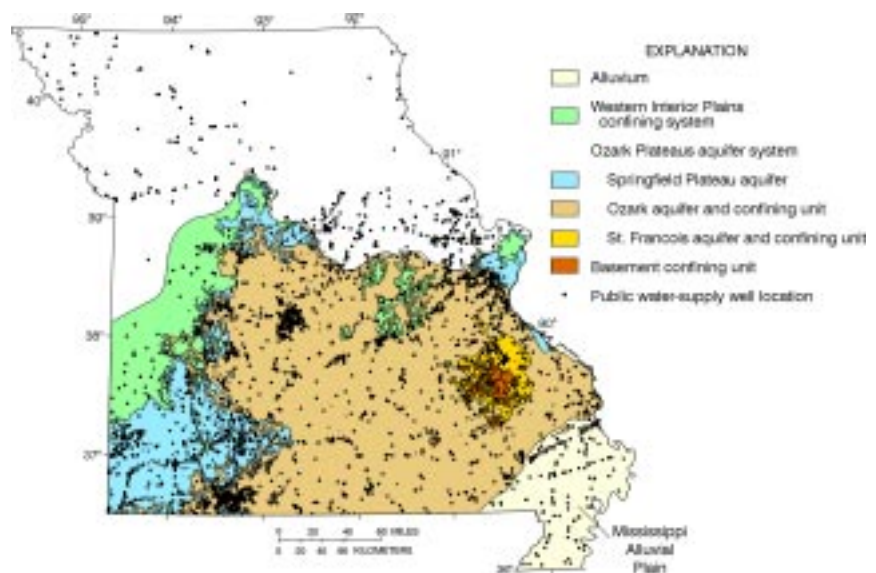 95° 94° 93° 92°
EXPLANATION
Alluvium
Western Interior Plains
confining system
40°
Ozark Plateaus aquifer system
91°
Springfield Plateau aquifer
39°
Ozark aquifer and confining unit
St. Francois aquifer and confining unit
Basement confining unit
Public water-supply well location
90°
38°
37°
0 20 40 60 MILES
0 20 40 60 KILOMETERS
Mississippi
Alluvial
Plain
36°